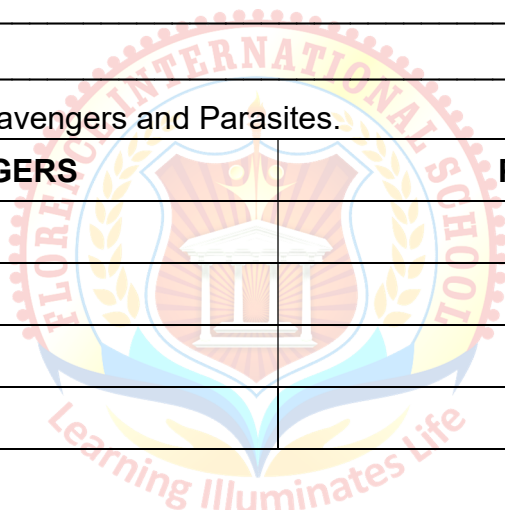 avengers and Parasites.
GERS
FLORENCE INTERNATIONAL SCHOOL
Learning Illuminates Life